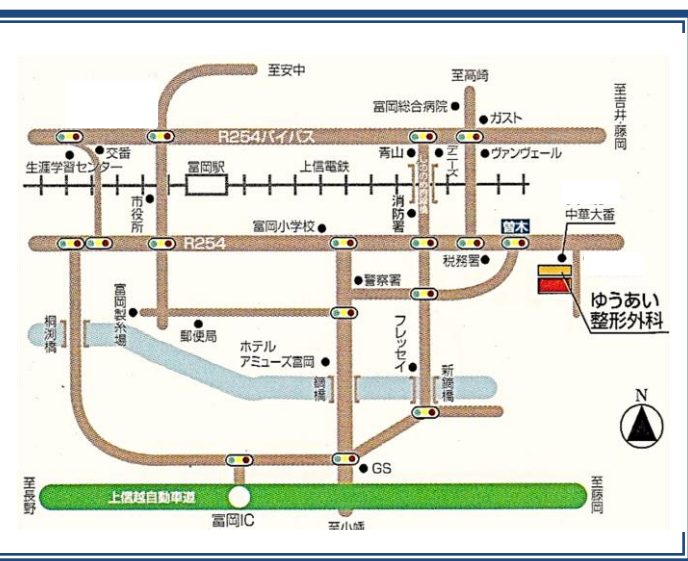 至安中
至高崎
至吉井・藤岡
富岡総合病院
ガスト
R254バイパス
交番
生涯学習センター
富岡駅
上信電鉄
青山
デニーズ
ヴァンヴェール
市役所
消防署
富岡小学校
曽木
中華大番
R254
税務署
警察署
ゆうあい
整形外科
富岡製糸場
郵便局
桐渕橋
ホテル
アミューズ富岡
フレッセイ
鏑橋
新鏑橋
N
GS
至長野
上信越自動車道
至藤岡
富岡IC
至小幡